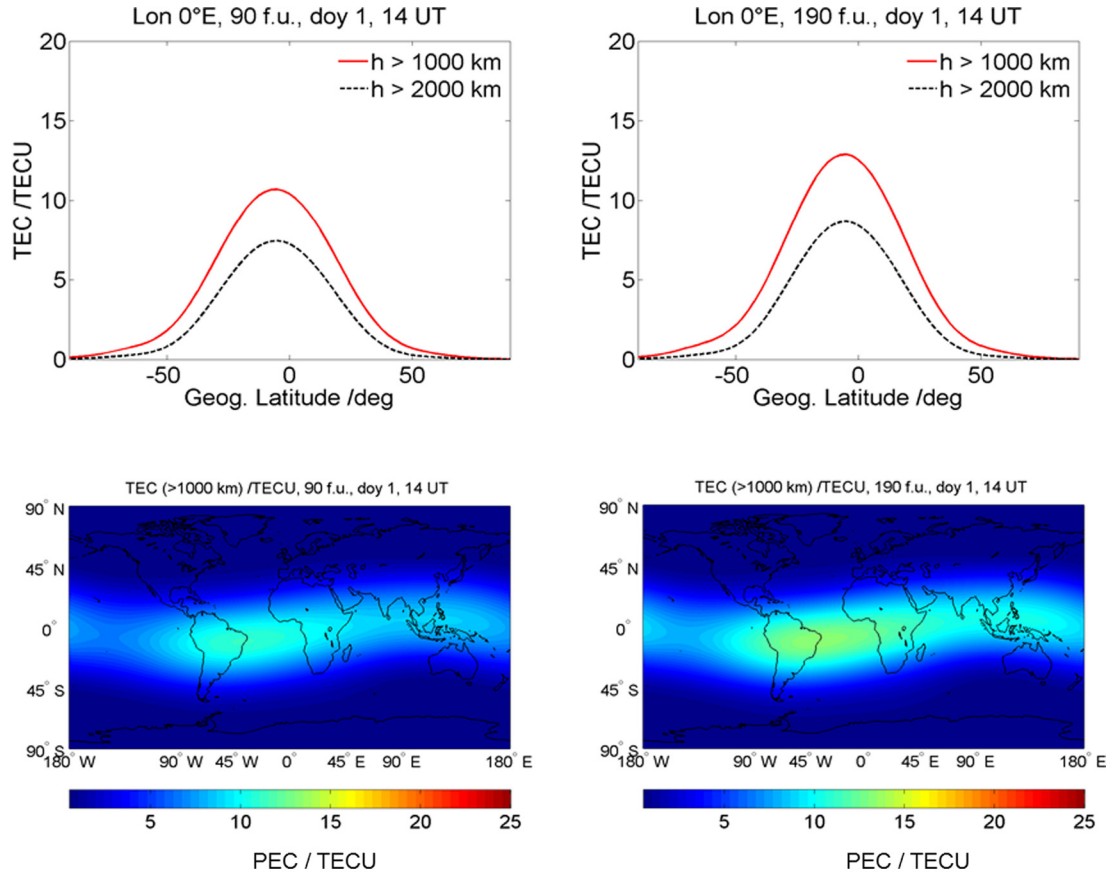 Lon 0°E, 90 f.u., doy 1, 14 UT
20
15
10
5
0
TEC /TECU
h > 1000 km
h > 2000 km
-50 0 50
Geog. Latitude /deg
Lon 0°E, 190 f.u., doy 1, 14 UT
20
15
10
5
0
TEC /TECU
h > 1000 km
h > 2000 km
-50 0 50
Geog. Latitude /deg
TEC (>1000 km) /TECU, 90 f.u., doy 1, 14 UT
90° N
45° N
0°
45° S
90° S
180° W 90° W 45° W 0° 45° E 90° E 180° E
5 10 15 20 25
PEC / TECU
TEC (>1000 km) /TECU, 190 f.u., doy 1, 14 UT
90° N
45° N
0°
45° S
90° S
180° W 90° W 45° W 0° 45° E 90° E 180° E
5 10 15 20 25
PEC / TECU